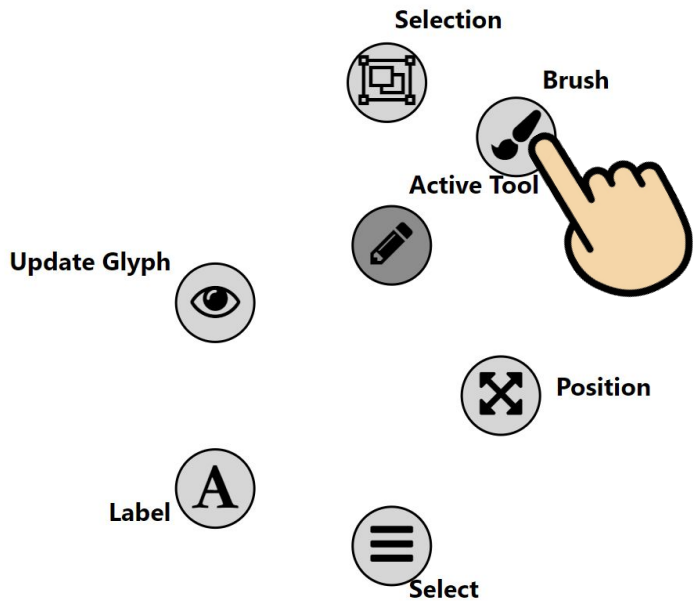 Selection
Brush
Active Tool
Update Glyph
Position
A
Label
Select